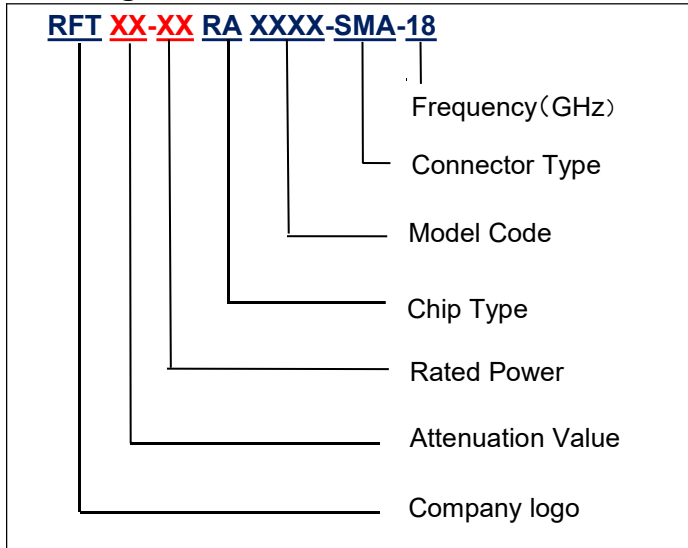 RFT XX-XX RA XXXX-SMA-18
Frequency（GHz）
Connector Type
Model Code
Chip Type
Rated Power
Attenuation Value
Company logo